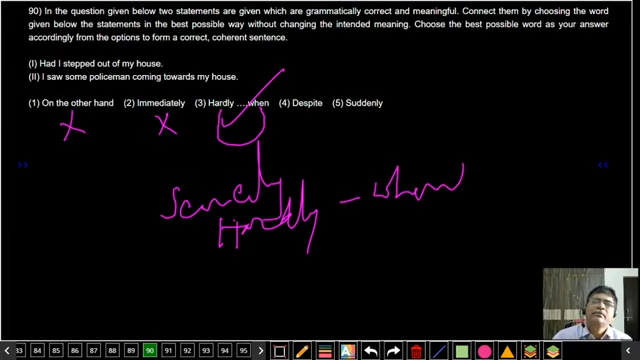 90) In the question given below two statements are given which are grammatically correct and meaningful. Connect them by choosing the word
given below the statements in the best possible way without changing the intended meaning. Choose the best possible word as your answer
accordingly from the options to form a correct, coherent sentence.
(I) Had I stepped out of my house.
(II) I saw some policeman coming towards my house.
(1) On the other hand (2) Immediately (3) Hardly ….when (4) Despite (5) Suddenly
x x
Scarcely
Hardly - when
83 84 85 86 87 88 89 90 91 92 93 94 95